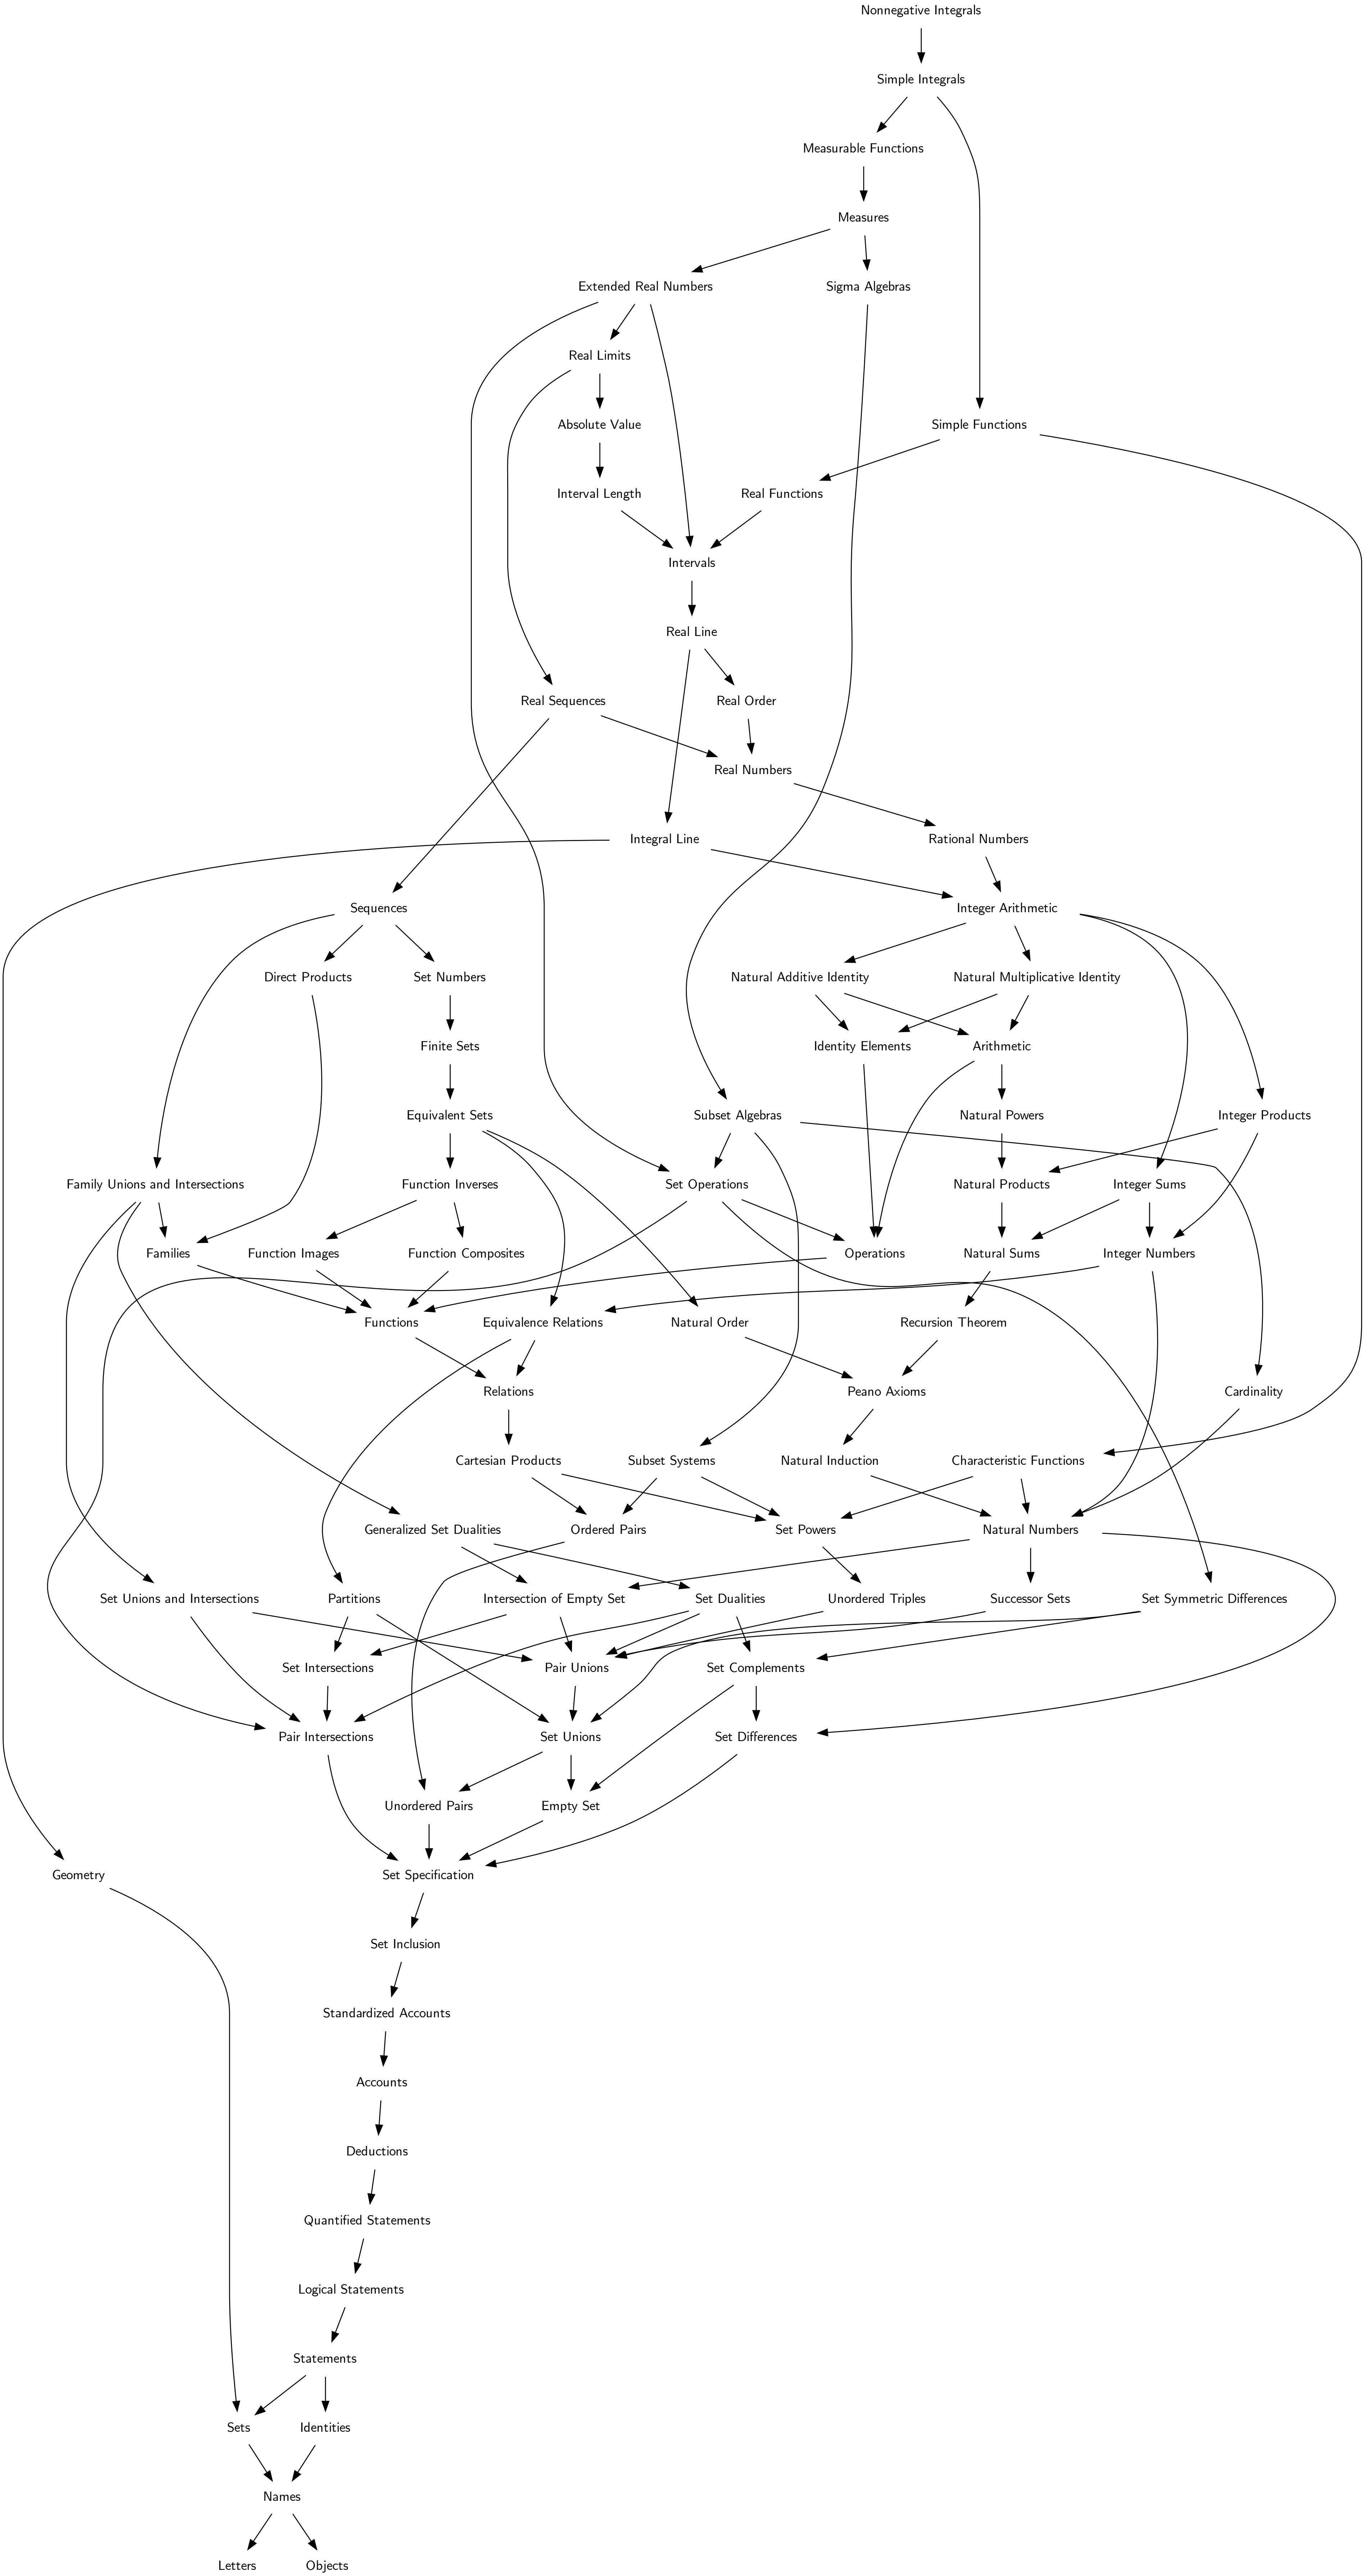 Nonnegative Integrals
Simple Integrals
Measurable Functions
Measures
Extended Real Numbers
Sigma Algebras
Real Limits
Absolute Value
Simple Functions
Interval Length
Real Functions
Intervals
Real Line
Real Sequences
Real Order
Real Numbers
Integral Line
Rational Numbers
Sequences
Integer Arithmetic
Direct Products
Set Numbers
Natural Additive Identity
Natural Multiplicative Identity
Finite Sets
Identity Elements
Arithmetic
Equivalent Sets
Subset Algebras
Natural Powers
Integer Products
Family Unions and Intersections
Function Inverses
Set Operations
Natural Products
Integer Sums
Families
Function Images
Function Composites
Operations
Natural Sums
Integer Numbers
Functions
Equivalence Relations
Natural Order
Recursion Theorem
Relations
Peano Axioms
Cardinality
Cartesian Products
Subset Systems
Natural Induction
Characteristic Functions
Generalized Set Dualities
Ordered Pairs
Set Powers
Natural Numbers
Set Unions and Intersections
Partitions
Intersection of Empty Set
Set Dualities
Unordered Triples
Successor Sets
Set Symmetric Differences
Set Intersections
Pair Unions
Set Complements
Pair Intersections
Set Unions
Set Differences
Unordered Pairs
Empty Set
Geometry
Set Specification
Set Inclusion
Standardized Accounts
Accounts
Deductions
Quantified Statements
Logical Statements
Statements
Sets
Identities
Names
Letters
Objects